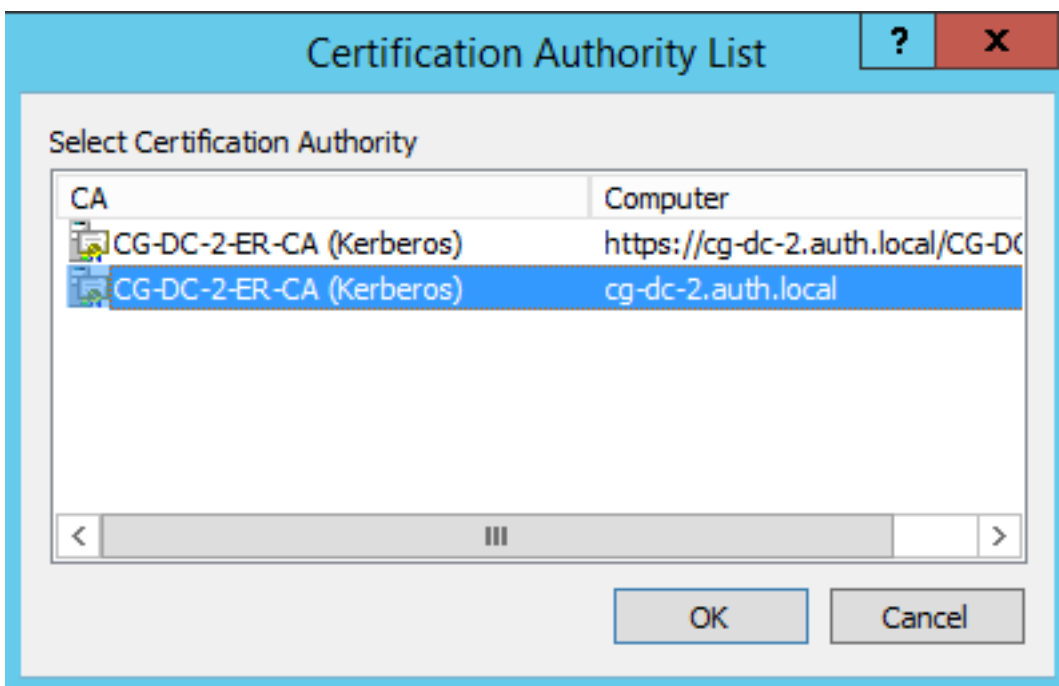 Certification Authority List
? x
Select Certification Authority
CA Computer
CG-DC-2-ER-CA (Kerberos) https://cg-dc-2.auth.local/CG-DC
CG-DC-2-ER-CA (Kerberos) cg-dc-2.auth.local
OK Cancel